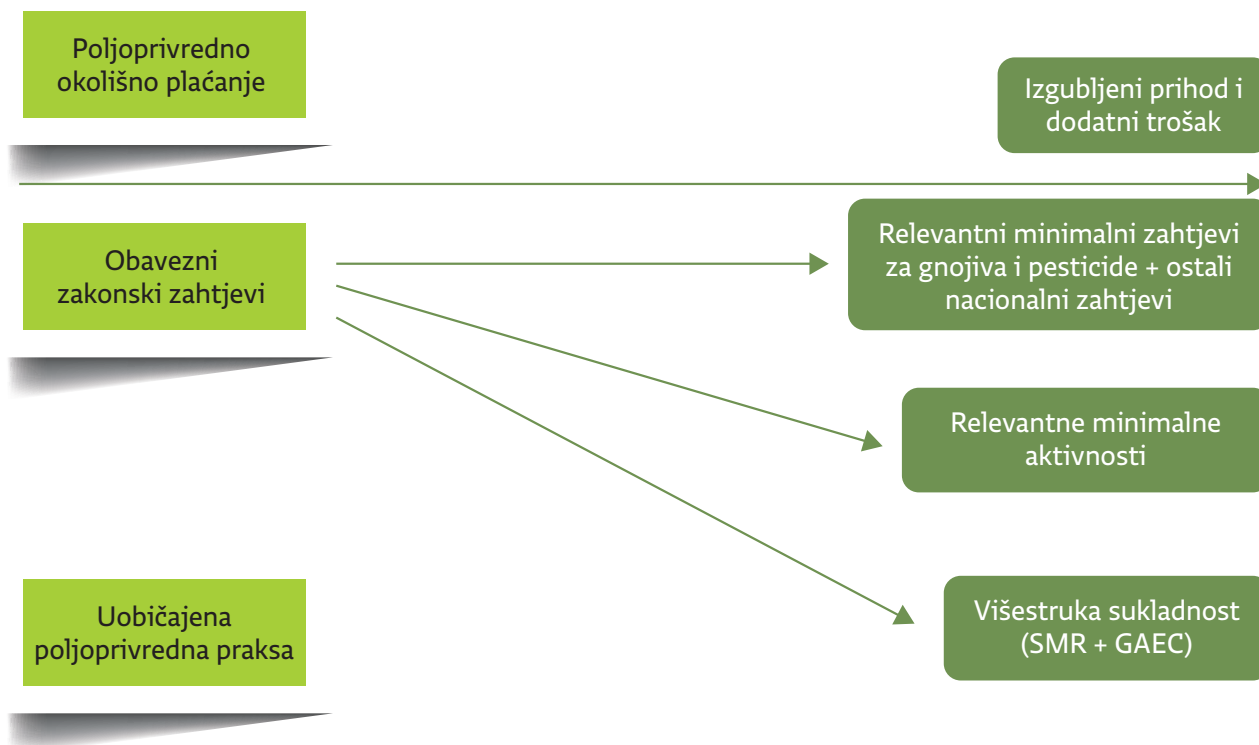 Poljoprivredno
okolišno plaćanje
Izgubljeni prihod i
dodatni trošak
Obavezni
zakonski zahtjevi
Relevantni minimalni zahtjevi
za gnojiva i pesticide + ostali
nacionalni zahtjevi
Relevantne minimalne
aktivnosti
Uobičajena
poljoprivredna praksa
Višestruka sukladnost
(SMR + GAEC)